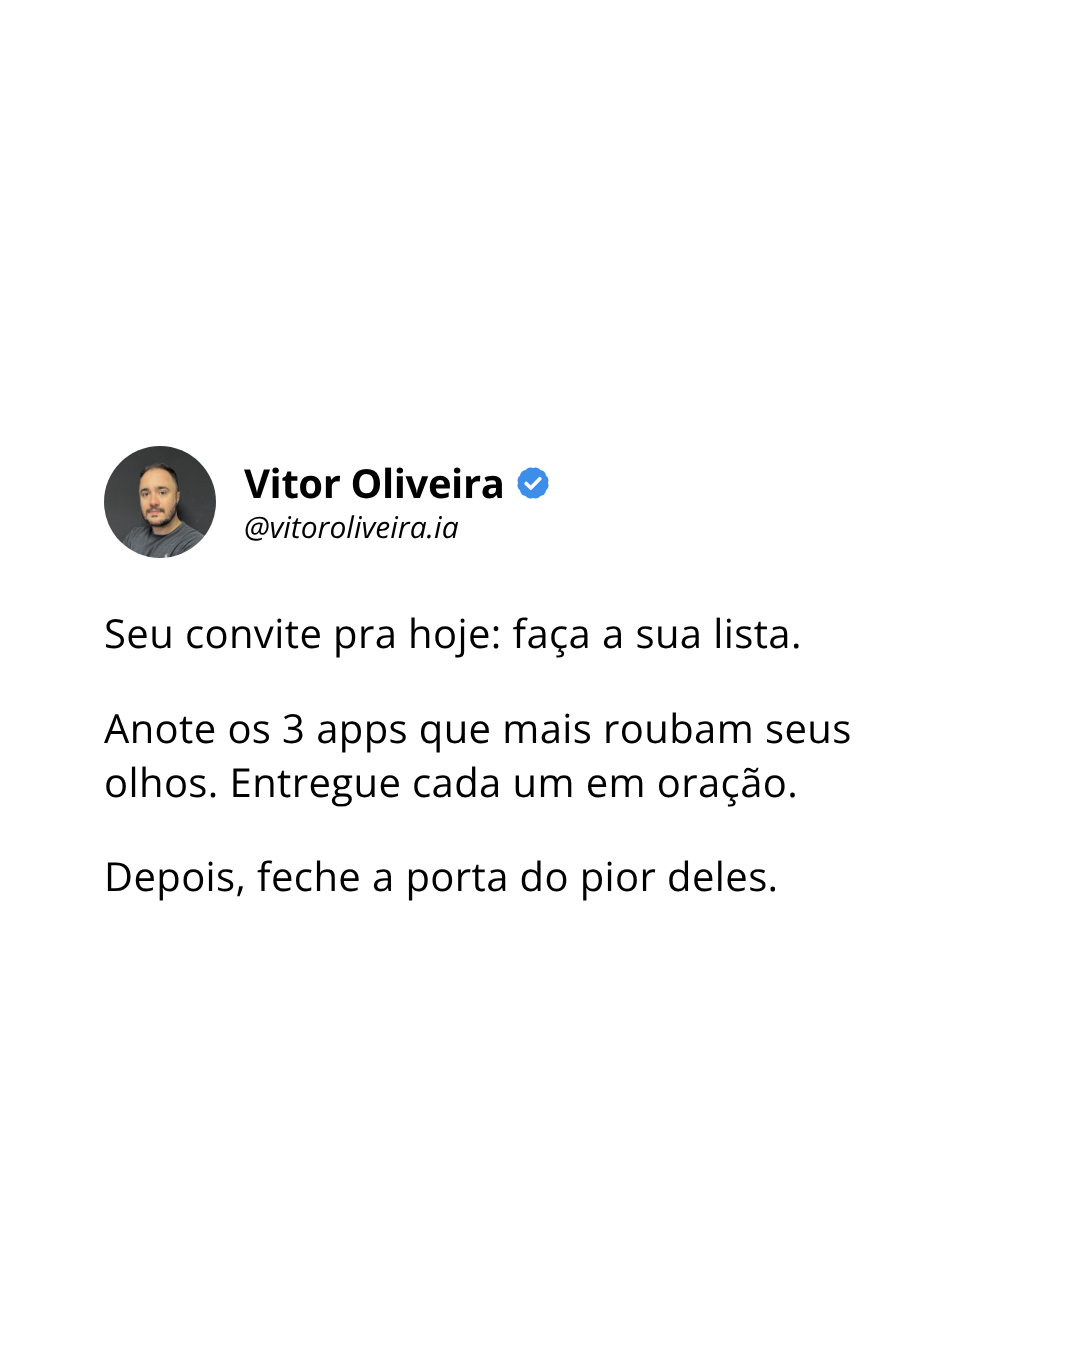 Vitor Oliveira
@vitoroliveira.ia
Seu convite pra hoje: faça a sua lista.
Anote os 3 apps que mais roubam seus
olhos. Entregue cada um em oração.
Depois, feche a porta do pior deles.